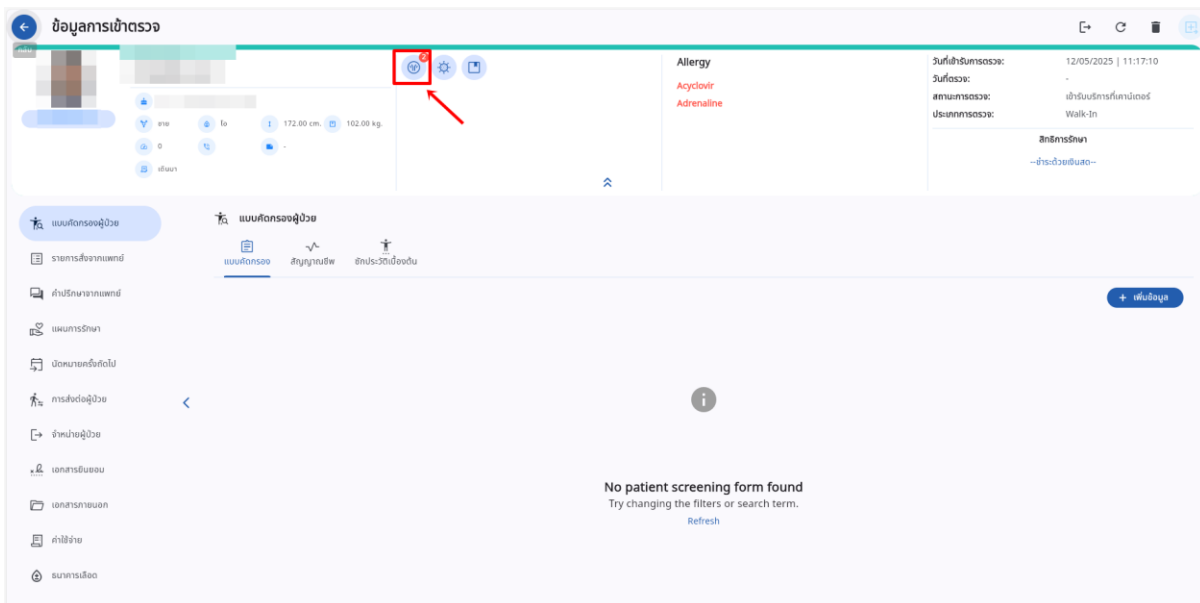 ข้อมูลการเข้าตรวจ
กลับ
2
ชาย
โอ
172.00 cm.
102.00 kg.
0
-
เดินมา
Allergy
Acyclovir
Adrenaline
วันที่เข้ารับการตรวจ: 12/05/2025 | 11:17:10
วันที่ตรวจ: -
สถานะการตรวจ: เข้ารับบริการที่เคาน์เตอร์
ประเภทการตรวจ: Walk-In
สิทธิการรักษา
--ชำระด้วยเงินสด--
แบบคัดกรองผู้ป่วย
รายการสั่งจากแพทย์
คำปรึกษาจากแพทย์
แผนการรักษา
นัดหมายครั้งถัดไป
การส่งต่อผู้ป่วย
จำหน่ายผู้ป่วย
เอกสารยินยอม
เอกสารภายนอก
ค่าใช้จ่าย
ธนาคารเลือด
แบบคัดกรองผู้ป่วย
แบบคัดกรอง
สัญญาณชีพ
ซักประวัติเบื้องต้น
+ เพิ่มข้อมูล
No patient screening form found
Try changing the filters or search term.
Refresh